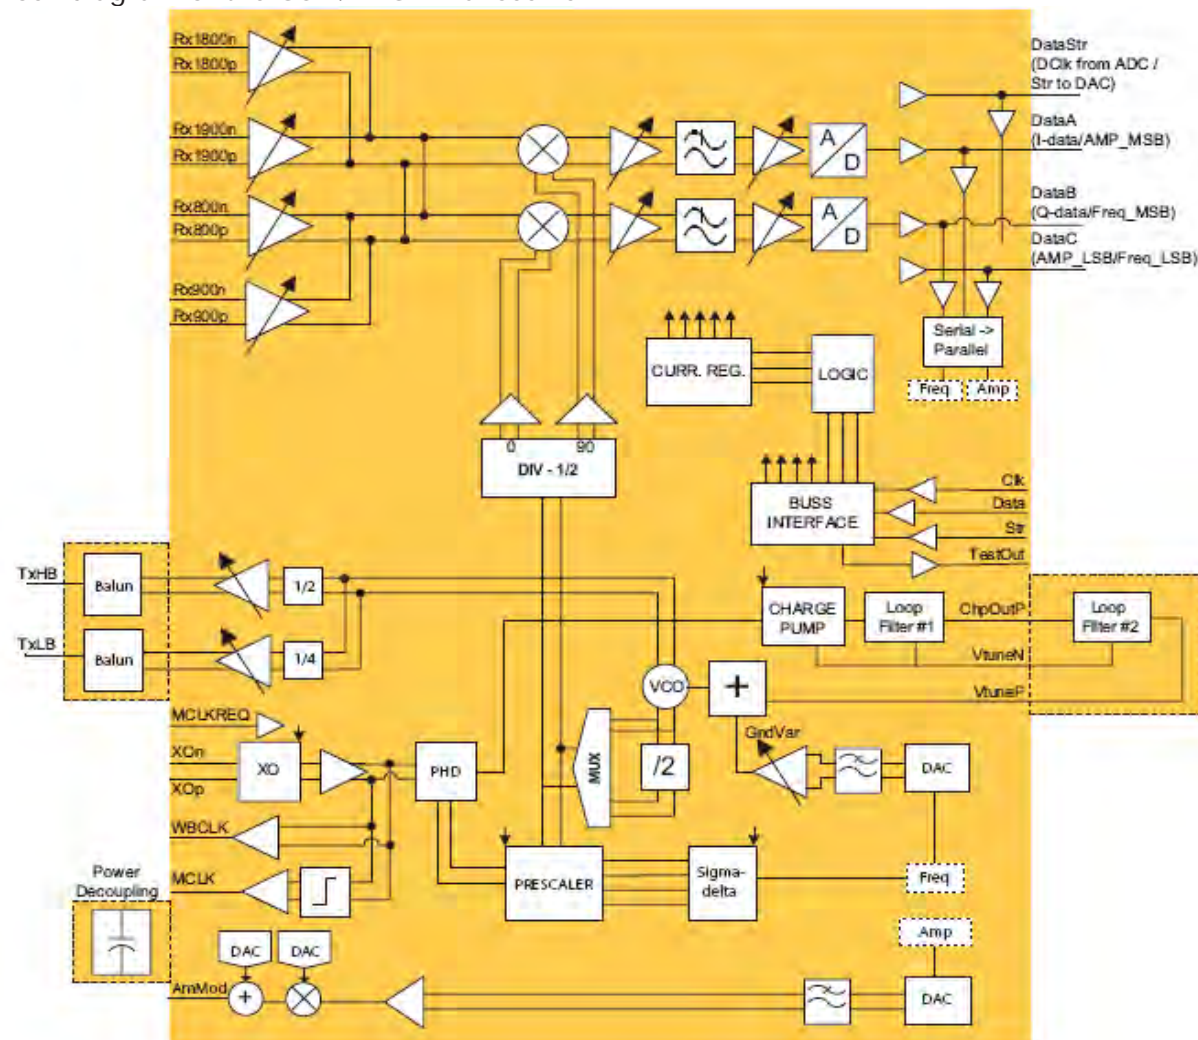 Rx1800n
Rx1800p
Rx1900n
Rx1900p
Rx800n
Rx800p
Rx900n
Rx900p
A
D
A
D
DataStr
(DClk from ADC /
Str to DAC)
DataA
(I-data/AMP_MSB)
DataB
(Q-data/Freq_MSB)
DataC
(AMP_LSB/Freq_LSB)
Serial ->
Parallel
Freq
Amp
CURR. REG.
LOGIC
0
90
DIV - 1/2
BUSS
INTERFACE
Clk
Data
Str
TestOut
TxHB
Balun
1/2
TxLB
Balun
1/4
CHARGE
PUMP
Loop
Filter #1
ChpOutP
Loop
Filter #2
VtuneN
VtuneP
VCO
+
MCLKREQ
XOn
XO
XOp
PHD
MUX
/2
GndVar
DAC
WBCLK
MCLK
PRESCALER
Sigma-
delta
Freq
Power
Decoupling
Amp
DAC
DAC
AmMod
+
DAC